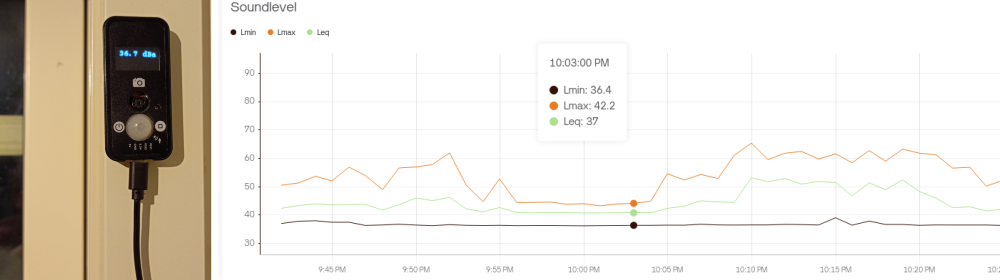 36.7 dBa
Soundlevel
Lmin Lmax Leq
10:03:00 PM
Lmin: 36.4
Lmax: 42.2
Leq: 37
90
80
70
60
50
40
30
9:45 PM 9:50 PM 9:55 PM 10:00 PM 10:05 PM 10:10 PM 10:15 PM 10:20 PM